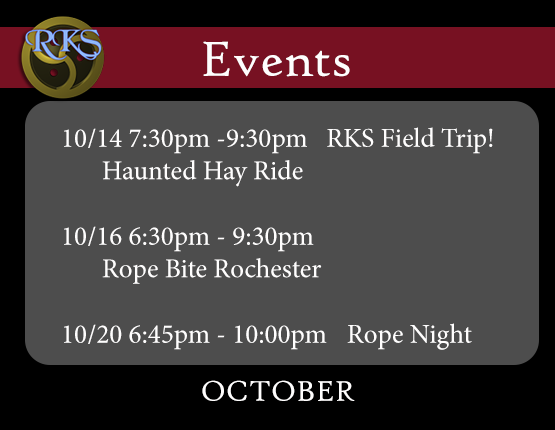 RKS
Events
10/14 7:30pm -9:30pm RKS Field Trip!
Haunted Hay Ride
10/16 6:30pm - 9:30pm
Rope Bite Rochester
10/20 6:45pm - 10:00pm Rope Night
OCTOBER